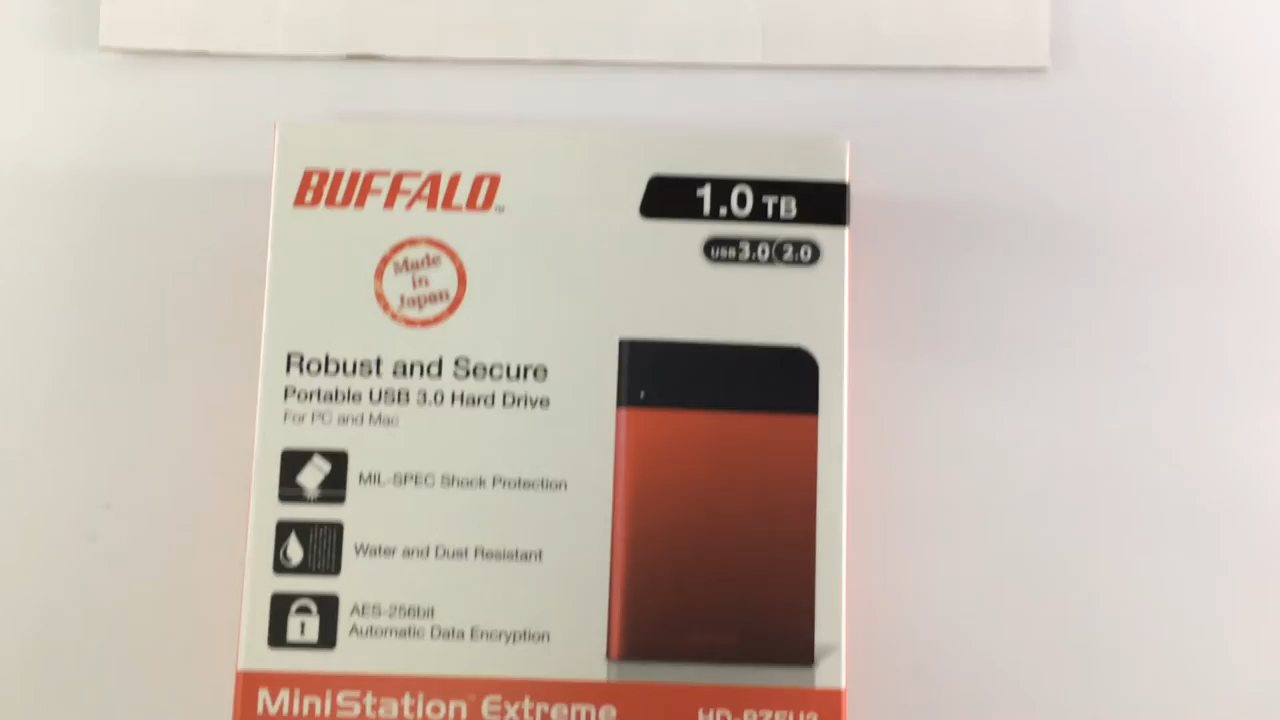 BUFFALO™
1.0 TB
USB 3.0 2.0
Made
in
Japan
Robust and Secure
Portable USB 3.0 Hard Drive
For PC and Mac
MIL-SPEC Shock Protection
Water and Dust Resistant
AES-256bit
Automatic Data Encryption
MiniStation™ Extreme